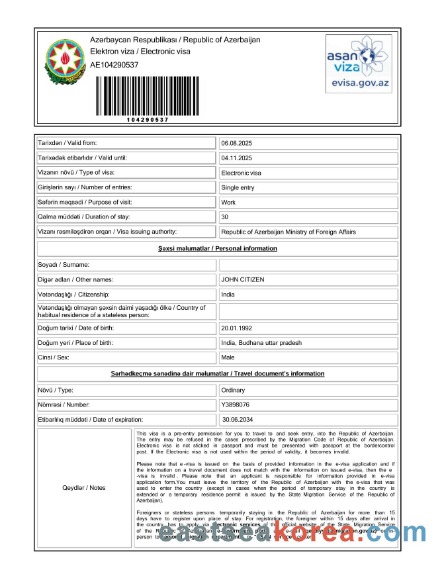 Azərbaycan Respublikası / Republic of Azerbaijan
Elektron viza / Electronic visa
AE104290537
104290537
asan
viza
evisa.gov.az
Tarixdən / Valid from: 06.08.2025
Tarixədək etibarlıdır / Valid until: 04.11.2025
Vizanın növü / Type of visa: Electronic visa
Girişlərin sayı / Number of entries: Single entry
Səfərin məqsədi / Purpose of visit: Work
Qalma müddəti / Duration of stay: 30
Vizanı rəsmiləşdirən orqan / Visa issuing authority: Republic of Azerbaijan Ministry of Foreign Affairs
Şəxsi məlumatlar / Personal information
Soyadı / Surname:
Digər adları / Other names: JOHN CITIZEN
Vətəndaşlığı / Citizenship: India
Vətəndaşlığı olmayan şəxsin daimi yaşadığı ölkə / Country of
habitual residence of a stateless person:
Doğum tarixi / Date of birth: 20.01.1992
Doğum yeri / Place of birth: India, Budhana uttar pradesh
Cinsi / Sex: Male
Sərhədkeçmə sənədinə dair məlumatlar / Travel document's information
Növü / Type: Ordinary
Nömrəsi / Number: Y3898076
Etibarlılıq müddəti / Date of expiration: 30.06.2034
Qeydlər / Notes
This visa is a pre-entry permission for you to travel to and seek entry, into the Republic of Azerbaijan.
The entry may be refused in the cases prescribed by the Migration Code of Republic of Azerbaijan.
Electronic visa is not sticked in passport and must be presented with passport at the bordercontrol
post. If the Electronic visa is not used within the period of validity, it becomes invalid.
Please note that e-visa is issued on the basis of provided information in the e-visa application and if
the information on a travel document does not match with the information on issued e-visa, then the e-
visa is invalid. Please note that an applicant is responsible for information provided in e-visa
application form.You must leave the territory of Republic of Azerbaijan with the e-visa that was
used to enter the country (except in cases when the period of temporary stay in the country is
extended or a temporary residence permit is issued by the State Migration Service of the Republic of
Azerbaijan).
Foreigners or stateless persons temporarily staying in the Republic of Azerbaijan for more than 15
days have to register upon place of stay. For registration, the foreigner within 15 days after arrival in
the country has to apply via electronic services of the official website of the State Migration Service
korea.com